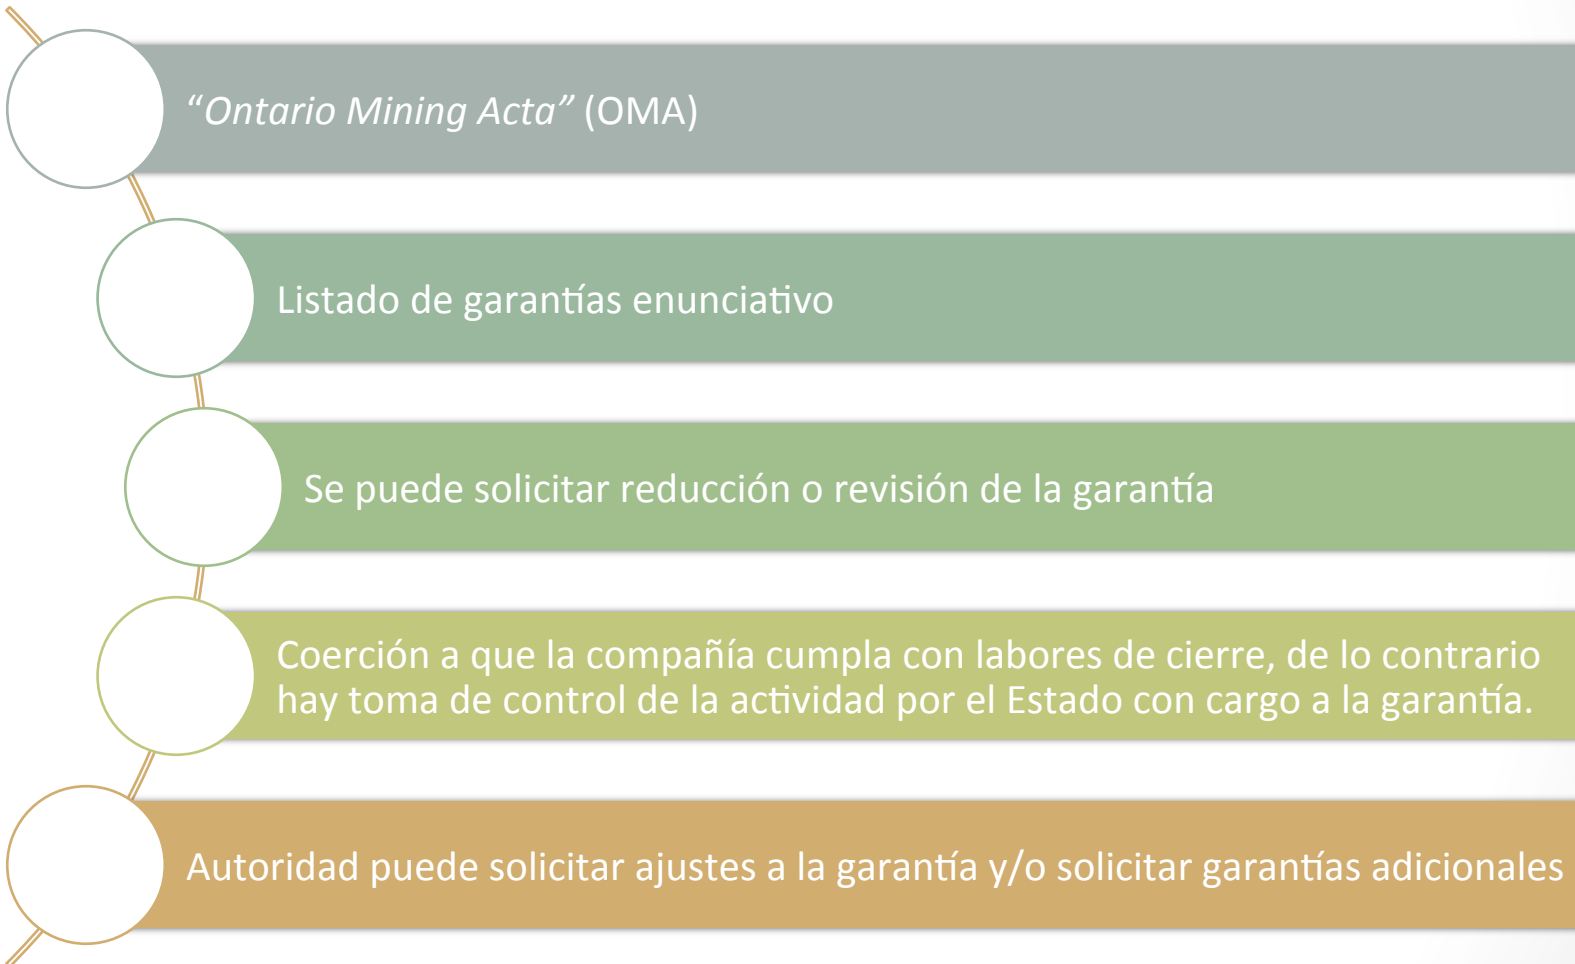 “Ontario Mining Acta” (OMA)
Listado de garantías enunciativo
Se puede solicitar reducción o revisión de la garantía
Coerción a que la compañía cumpla con labores de cierre, de lo contrario
hay toma de control de la actividad por el Estado con cargo a la garantía.
Autoridad puede solicitar ajustes a la garantía y/o solicitar garantías adicionales